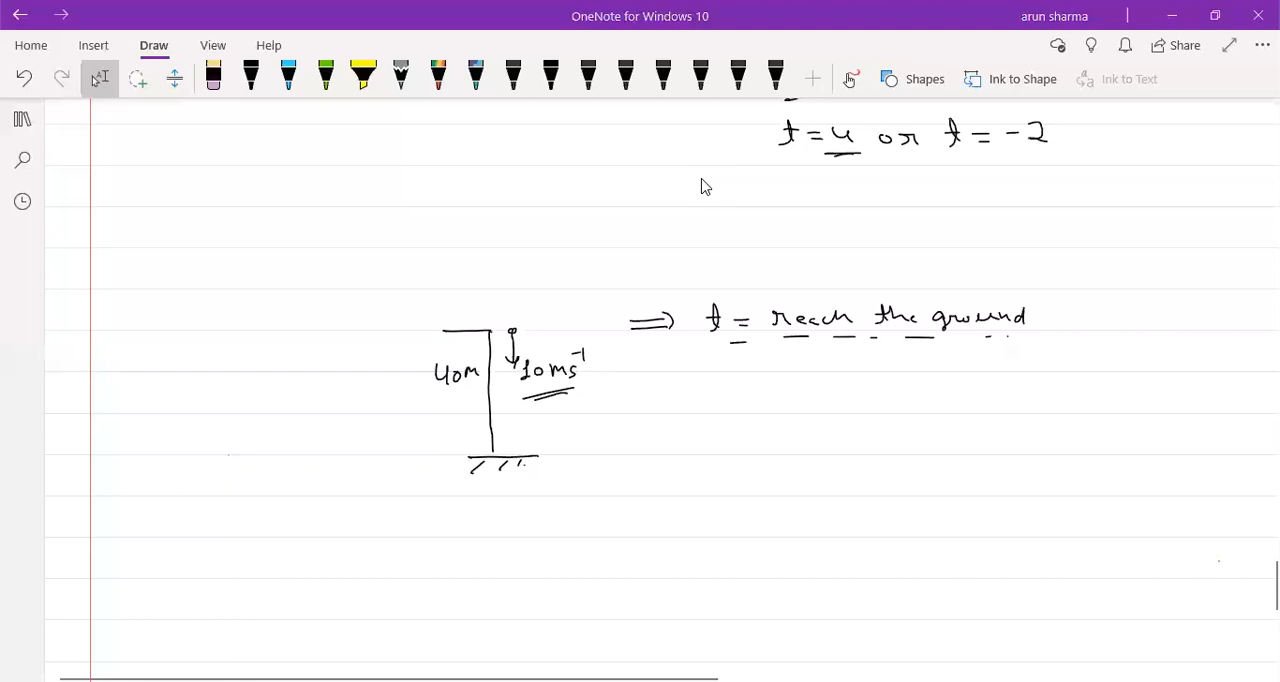 OneNote for Windows 10
arun sharma
Home Insert Draw View Help
Share
Shapes Ink to Shape Ink to Text
t = 4 or t = -2
⇒ t = reach the ground
40m
10ms⁻¹